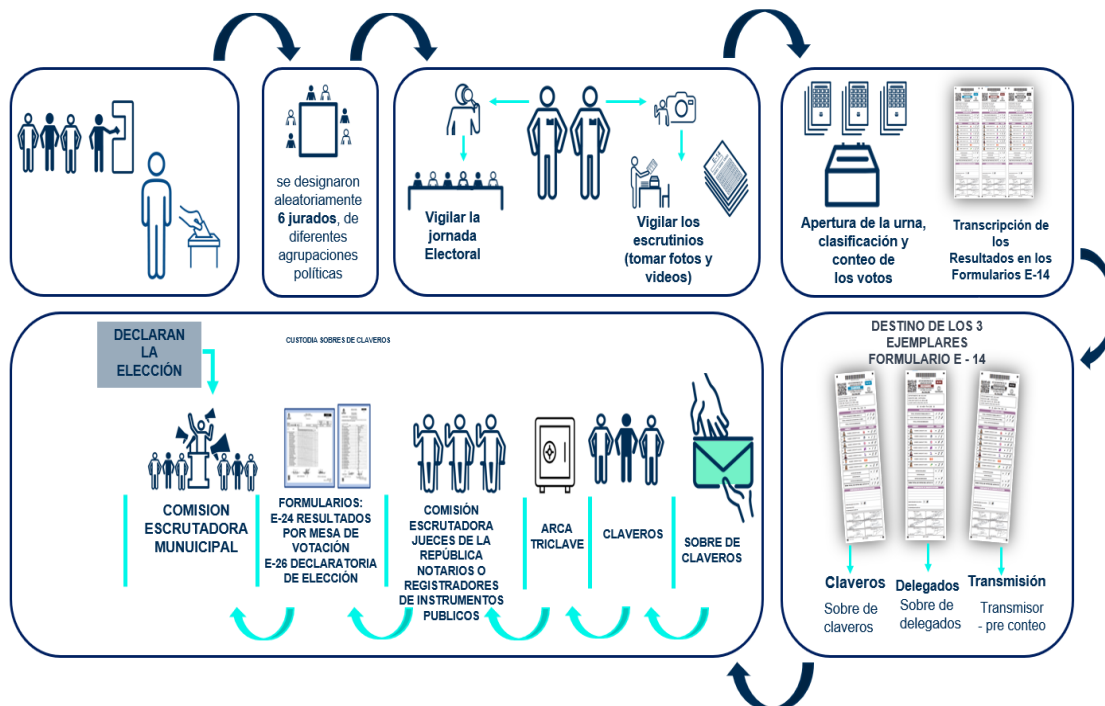 se designaron
aleatoriamente
6 jurados, de
diferentes
agrupaciones
políticas
Vigilar la
jornada
Electoral
Vigilar los
escrutinios
(tomar fotos y
videos)
Apertura de la urna,
clasificación y
conteo de
los votos
Transcripción de
los
Resultados en los
Formularios E-14
DESTINO DE LOS 3
EJEMPLARES
FORMULARIO E - 14
Claveros
Sobre de
claveros
Delegados
Sobre de
delegados
Transmisión
Transmisor
- pre conteo
DECLARAN
LA
ELECCIÓN
CUSTODIA SOBRES DE CLAVEROS
COMISION
ESCRUTADORA
MUNUICIPAL
FORMULARIOS:
E-24 RESULTADOS
POR MESA DE
VOTACIÓN
E-26 DECLARATORIA
DE ELECCIÓN
COMISIÓN
ESCRUTADORA
JUECES DE LA
REPÚBLICA
NOTARIOS O
REGISTRADORES
DE INSTRUMENTOS
PUBLICOS
ARCA
TRICLAVE
CLAVEROS
SOBRE DE
CLAVEROS